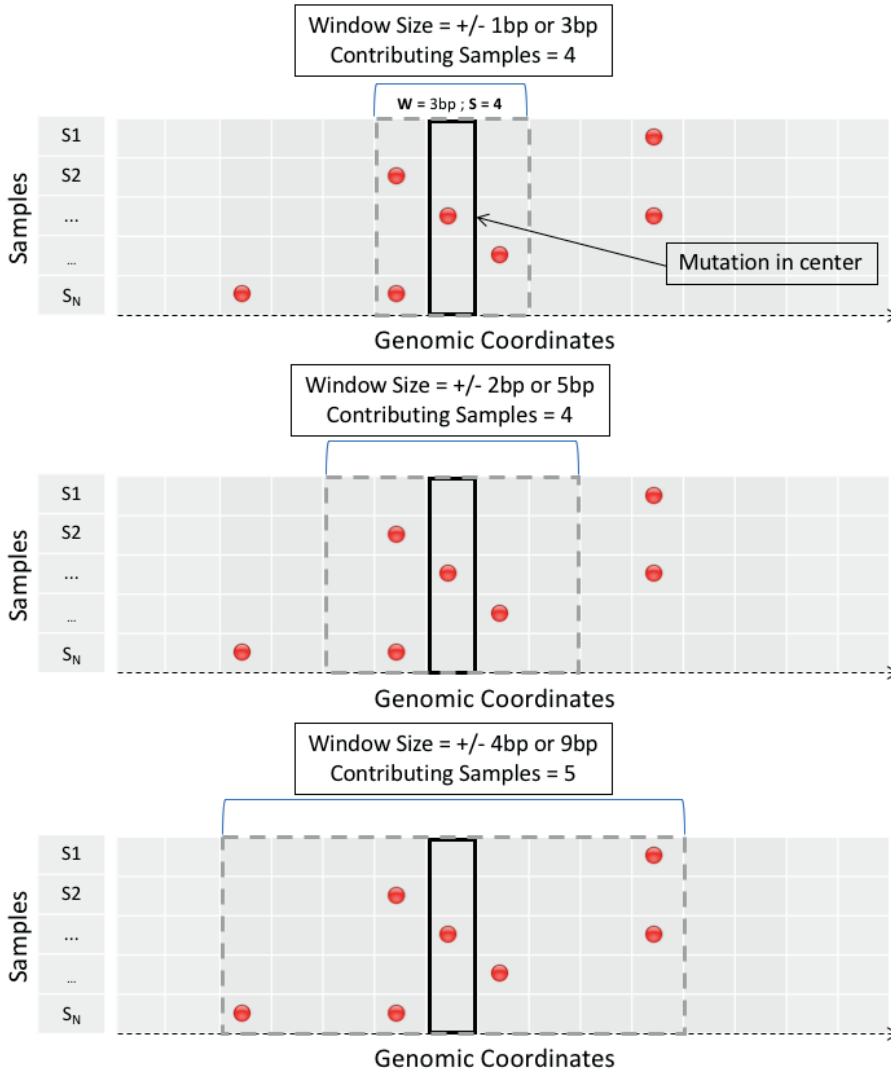 Window Size = +/- 1bp or 3bp
Contributing Samples = 4
W = 3bp ; S = 4
Samples
S1
S2
...
...
SN
Mutation in center
Genomic Coordinates
Window Size = +/- 2bp or 5bp
Contributing Samples = 4
Samples
S1
S2
...
...
SN
Genomic Coordinates
Window Size = +/- 4bp or 9bp
Contributing Samples = 5
Samples
S1
S2
...
...
SN
Genomic Coordinates